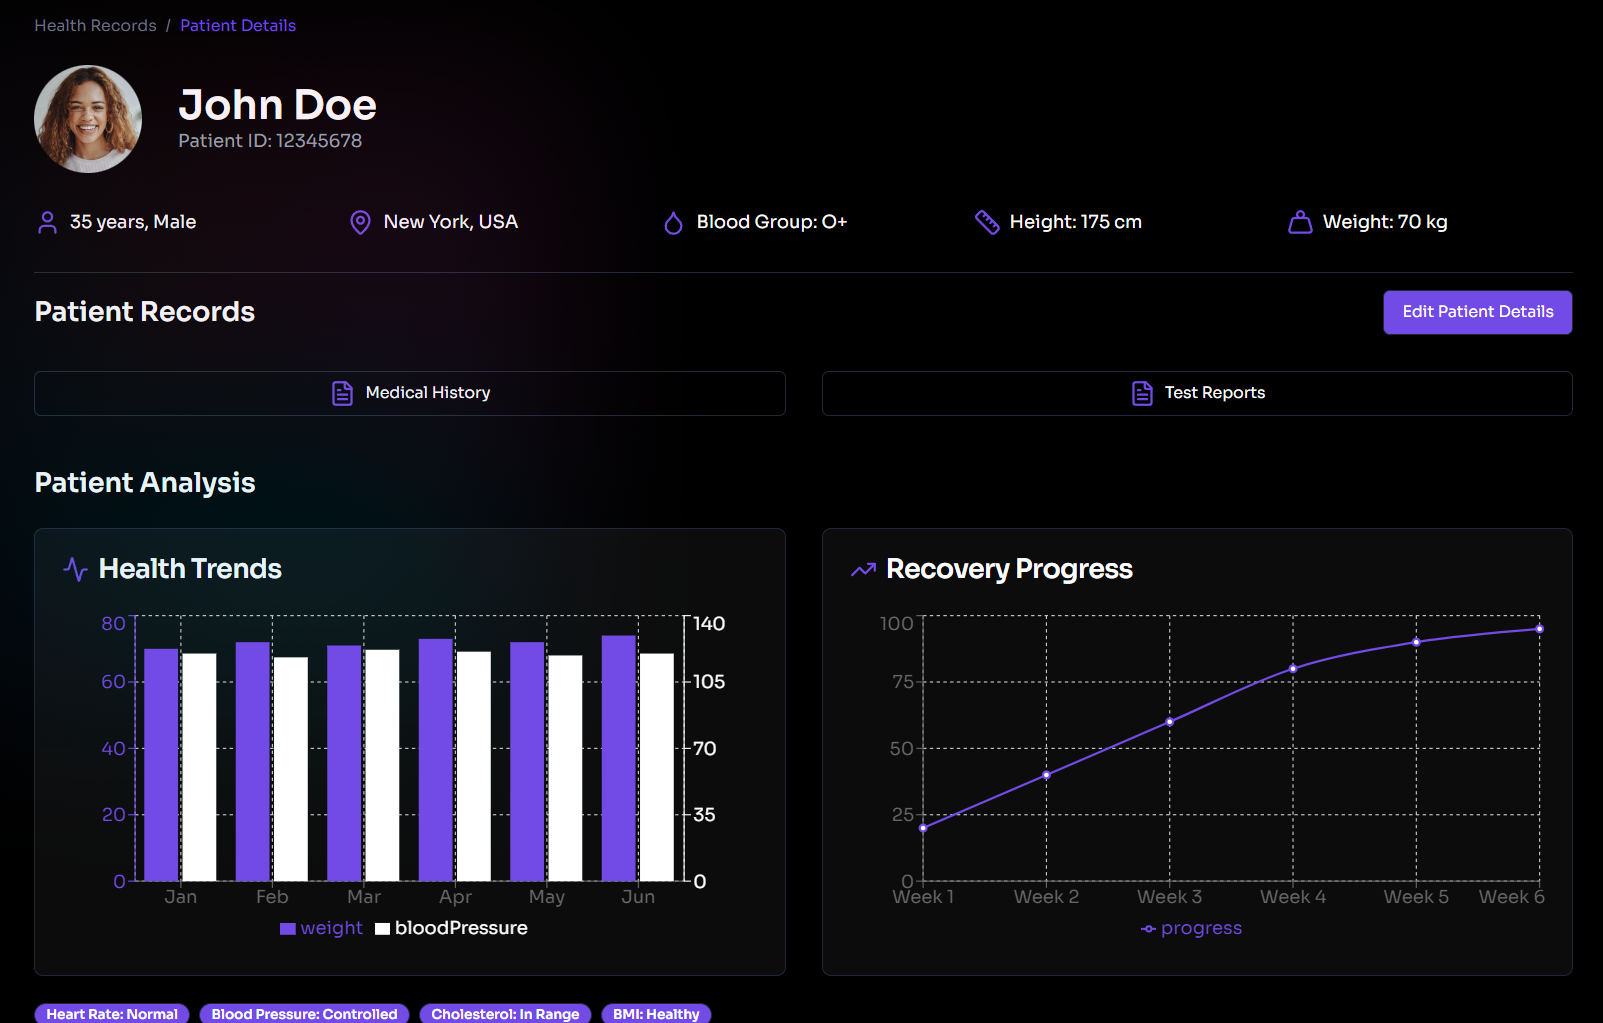 Health Records / Patient Details
John Doe
Patient ID: 12345678
35 years, Male
New York, USA
Blood Group: O+
Height: 175 cm
Weight: 70 kg
Patient Records
Edit Patient Details
Medical History
Test Reports
Patient Analysis
Health Trends
80
60
40
20
0
140
105
70
35
0
Jan Feb Mar Apr May Jun
weight bloodPressure
Recovery Progress
100
75
50
25
0
Week 1 Week 2 Week 3 Week 4 Week 5 Week 6
progress
Heart Rate: Normal
Blood Pressure: Controlled
Cholesterol: In Range
BMI: Healthy